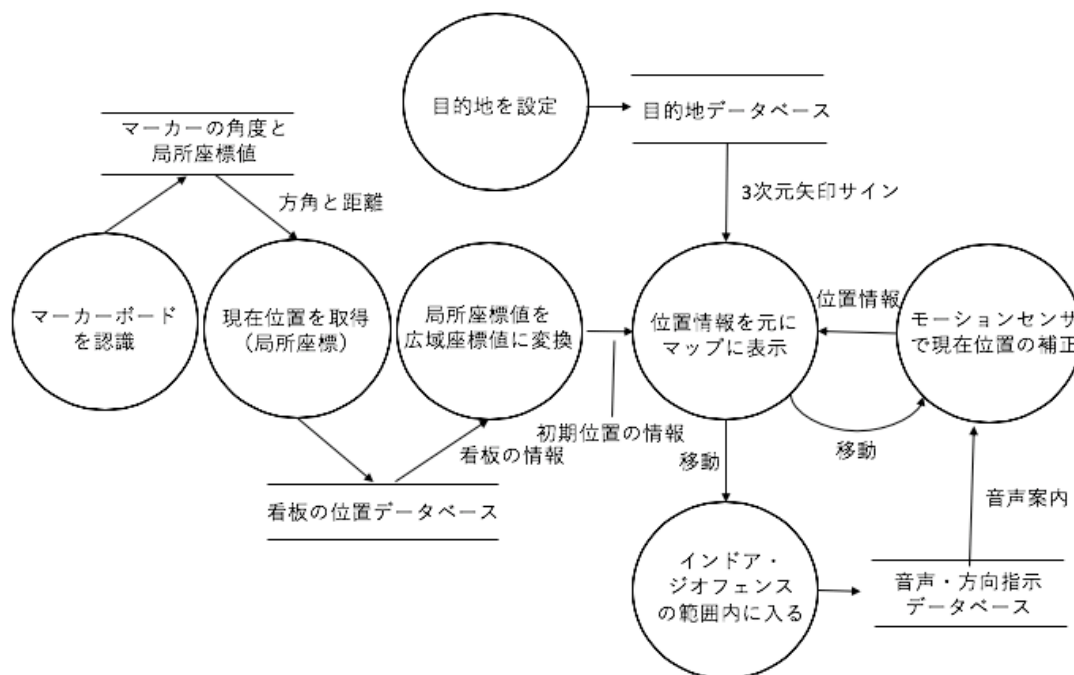 目的地を設定
目的地データベース
マーカーの角度と
局所座標値
3次元矢印サイン
方角と距離
マーカーボード
を認識
現在位置を取得
(局所座標)
局所座標値を
広域座標値に変換
位置情報を元に
マップに表示
位置情報
モーションセンサ
で現在位置の補正
初期位置の情報
看板の情報
移動
移動
看板の位置データベース
音声案内
インドア・
ジオフェンス
の範囲内に入る
音声・方向指示
データベース